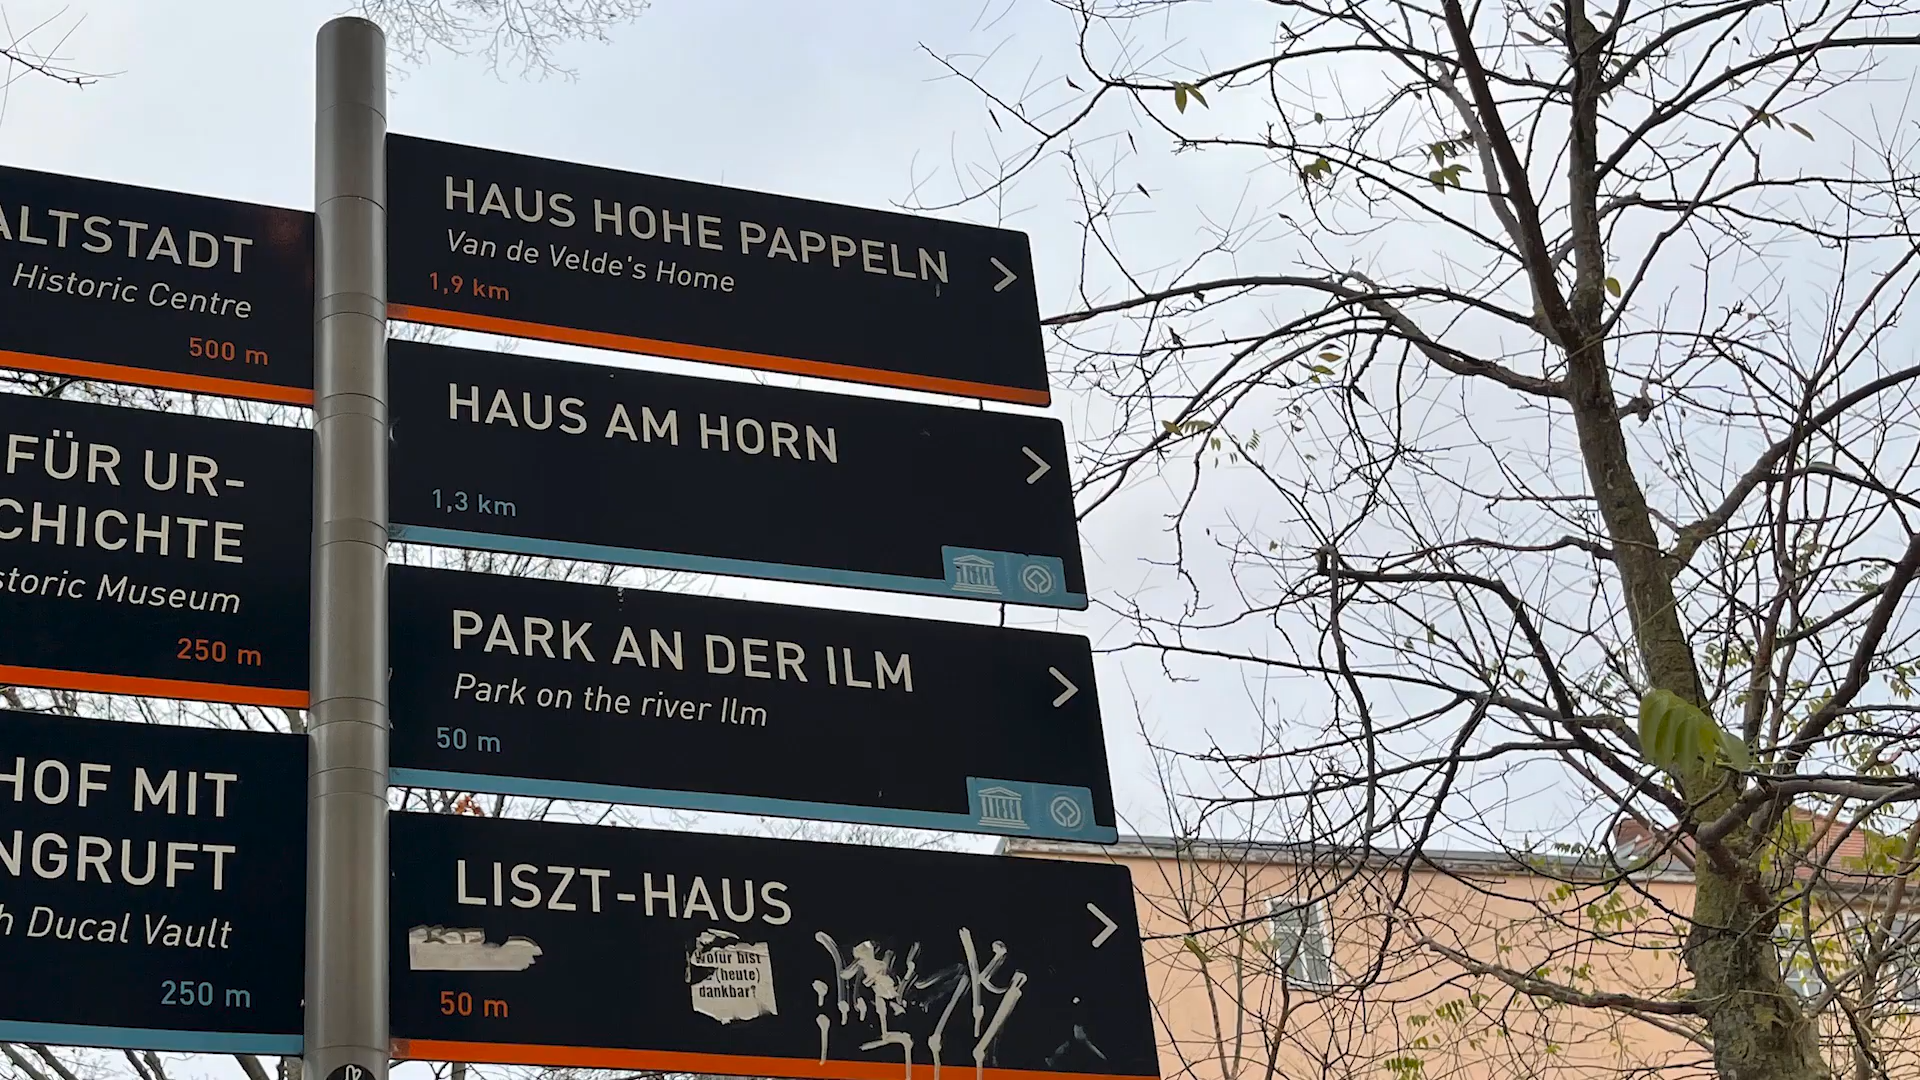 ALTSTADT
Historic Centre
500 m
FÜR UR-
CHICHTE
storic Museum
250 m
HOF MIT
NGRUFT
h Ducal Vault
250 m
HAUS HOHE PAPPELN
Van de Velde's Home
1,9 km
HAUS AM HORN
1,3 km
PARK AN DER ILM
Park on the river Ilm
50 m
LISZT-HAUS
Wofür bist
(heute)
dankbar?
50 m